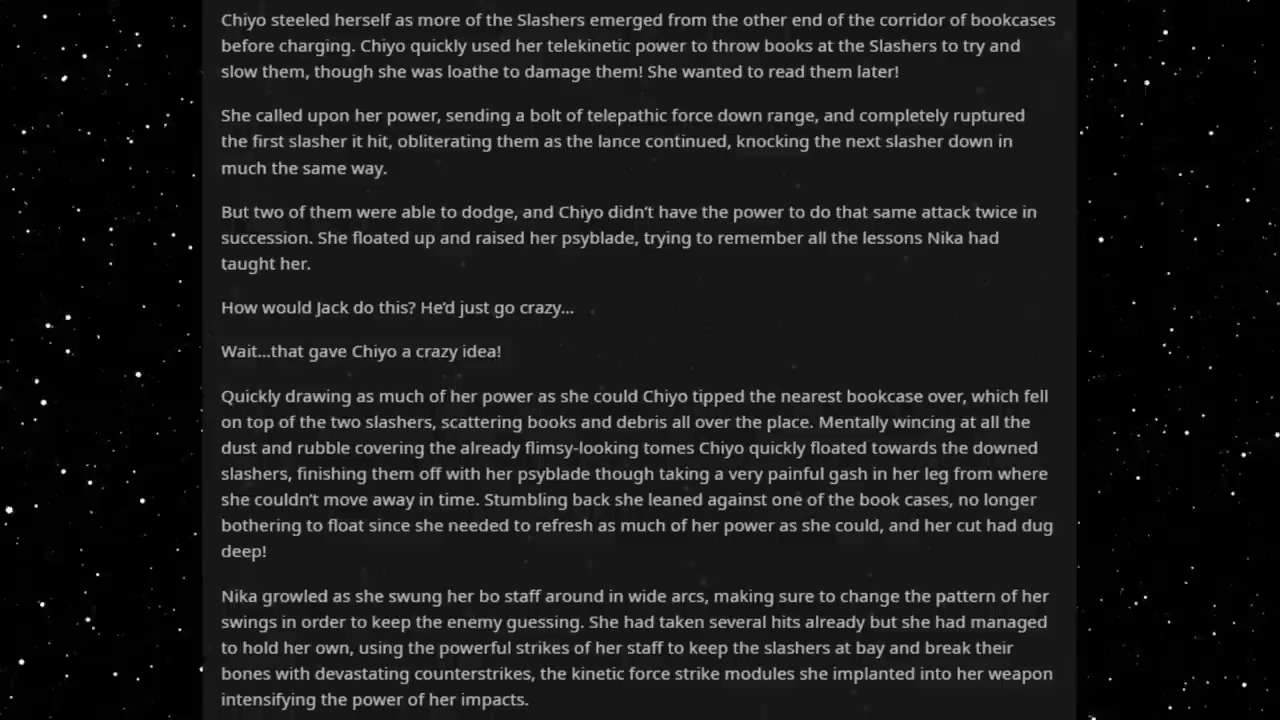 Chiyo steeled herself as more of the Slashers emerged from the other end of the corridor of bookcases
before charging. Chiyo quickly used her telekinetic power to throw books at the Slashers to try and
slow them, though she was loathe to damage them! She wanted to read them later!
She called upon her power, sending a bolt of telepathic force down range, and completely ruptured
the first slasher it hit, obliterating them as the lance continued, knocking the next slasher down in
much the same way.
But two of them were able to dodge, and Chiyo didn't have the power to do that same attack twice in
succession. She floated up and raised her psyblade, trying to remember all the lessons Nika had
taught her.
How would Jack do this? He'd just go crazy...
Wait...that gave Chiyo a crazy idea!
Quickly drawing as much of her power as she could Chiyo tipped the nearest bookcase over, which fell
on top of the two slashers, scattering books and debris all over the place. Mentally wincing at all the
dust and rubble covering the already flimsy-looking tomes Chiyo quickly floated towards the downed
slashers, finishing them off with her psyblade though taking a very painful gash in her leg from where
she couldn't move away in time. Stumbling back she leaned against one of the book cases, no longer
bothering to float since she needed to refresh as much of her power as she could, and her cut had dug
deep!
Nika growled as she swung her bo staff around in wide arcs, making sure to change the pattern of her
swings in order to keep the enemy guessing. She had taken several hits already but she had managed
to hold her own, using the powerful strikes of her staff to keep the slashers at bay and break their
bones with devastating counterstrikes, the kinetic force strike modules she implanted into her weapon
intensifying the power of her impacts.